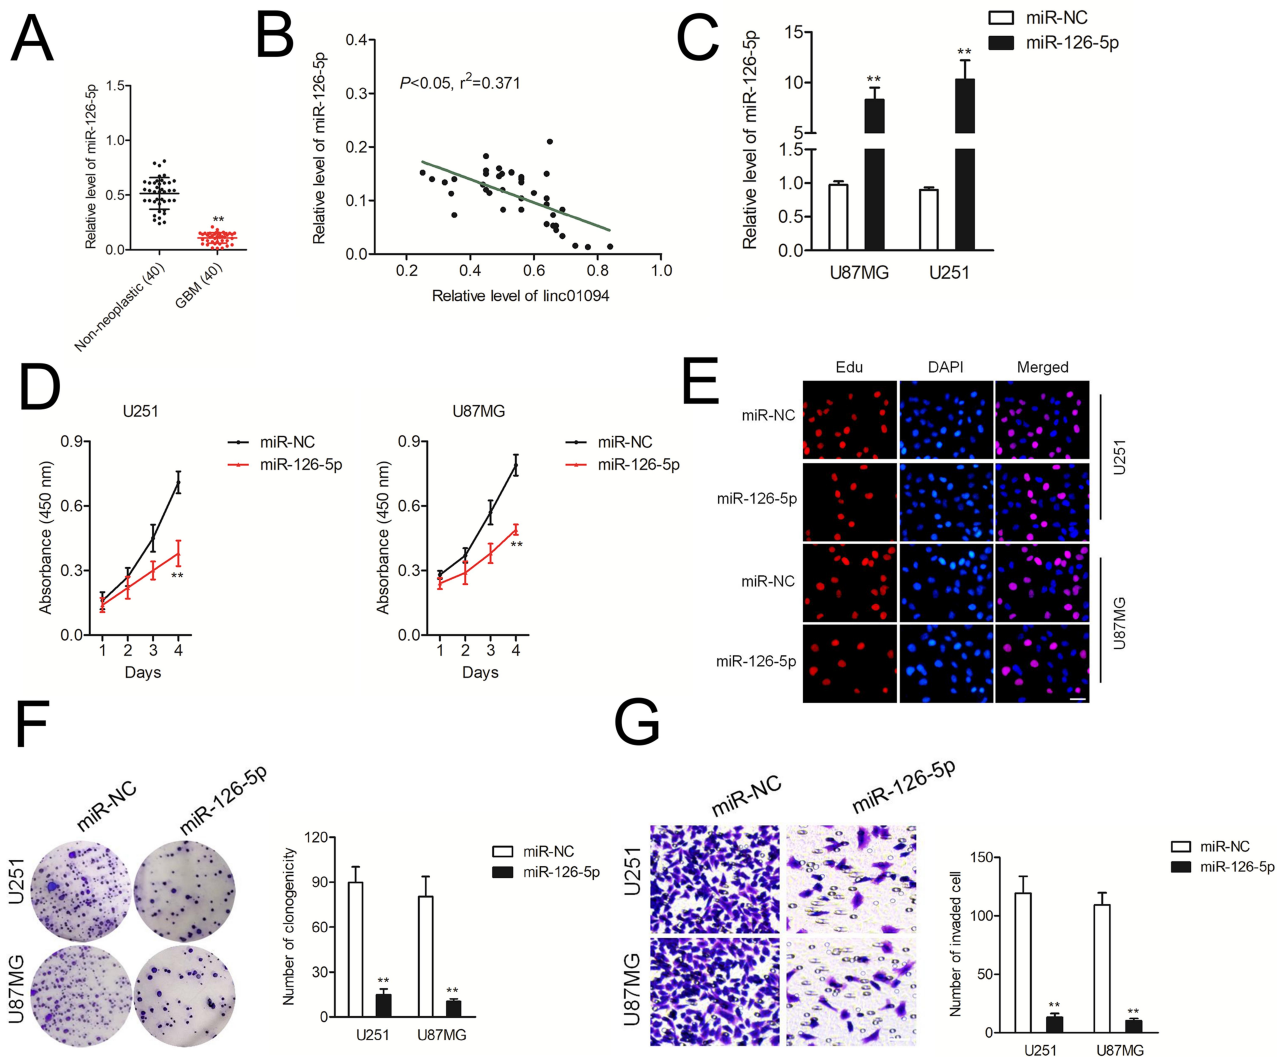 A
Relative level of miR-126-5p
1.5
1.0
0.5
0.0
**
Non-neoplastic (40)
GBM (40)
B
Relative level of miR-126-5p
0.4
0.3
0.2
0.1
0.0
P<0.05, r²=0.371
0.2
0.4
0.6
0.8
1.0
Relative level of linc01094
C
miR-NC
miR-126-5p
Relative level of miR-126-5p
15
10
5
1.5
1.0
0.5
0.0
**
**
U87MG
U251
D
U251
Absorbance (450 nm)
0.9
0.6
0.3
0.0
miR-NC
miR-126-5p
**
1 2 3 4
Days
U87MG
Absorbance (450 nm)
0.9
0.6
0.3
0.0
miR-NC
miR-126-5p
**
1 2 3 4
Days
E
Edu
DAPI
Merged
miR-NC
miR-126-5p
U251
miR-NC
miR-126-5p
U87MG
F
miR-NC
miR-126-5p
U251
U87MG
Number of clonogenicity
120
90
60
30
0
miR-NC
miR-126-5p
**
**
U251
U87MG
G
miR-NC
miR-126-5p
U251
U87MG
Number of invaded cell
150
100
50
0
miR-NC
miR-126-5p
**
**
U251
U87MG